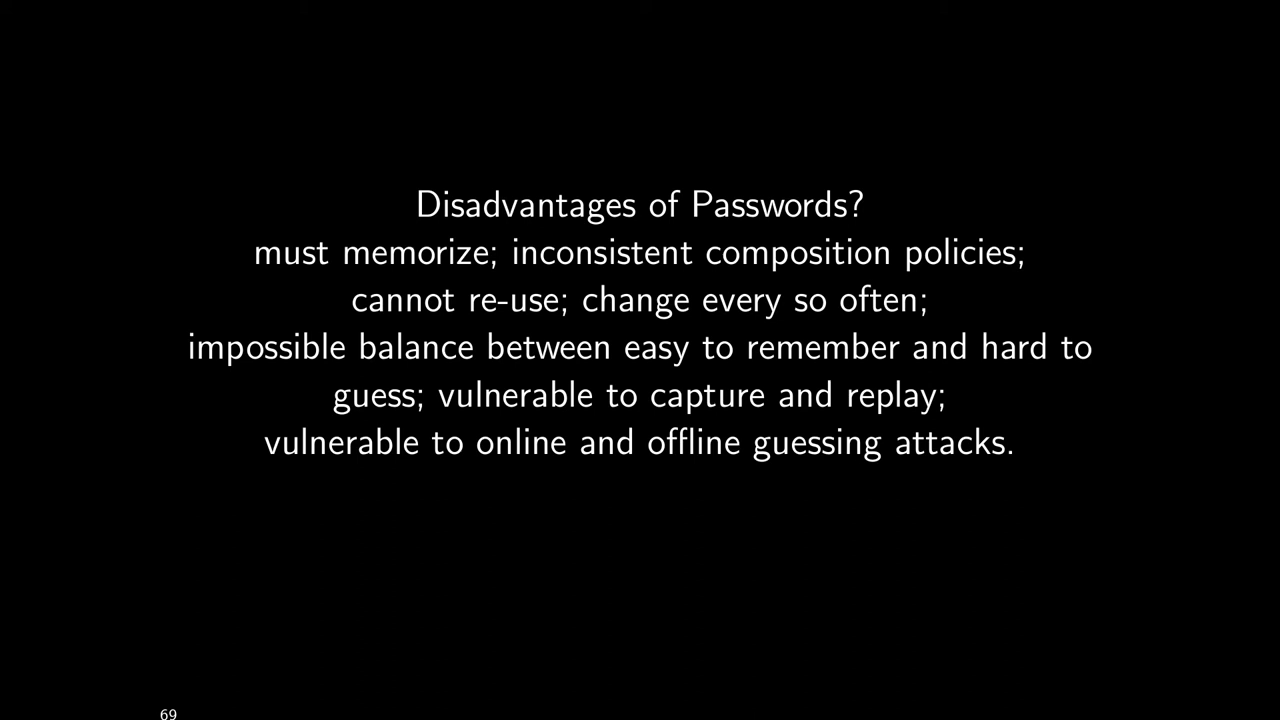 Disadvantages of Passwords?
must memorize; inconsistent composition policies;
cannot re-use; change every so often;
impossible balance between easy to remember and hard to
guess; vulnerable to capture and replay;
vulnerable to online and offline guessing attacks.
69